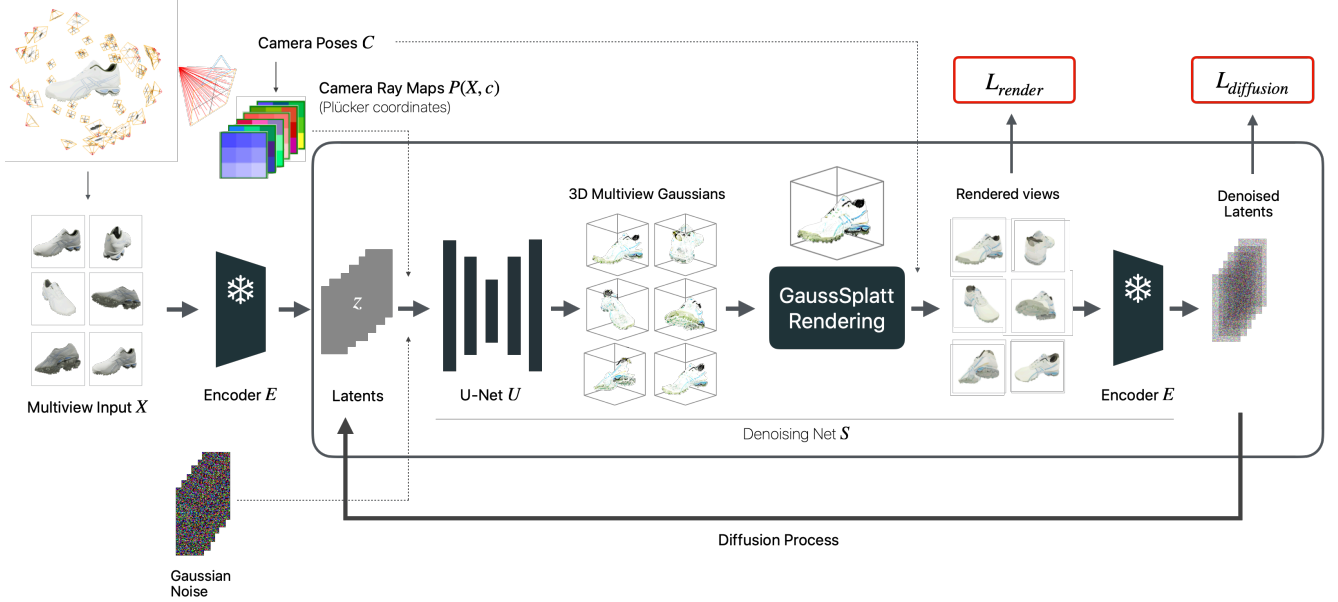 Camera Poses C
Camera Ray Maps P(X, c)
(Plücker coordinates)
L_render
L_diffusion
3D Multiview Gaussians
Rendered views
Denoised
Latents
z
GaussSplatt
Rendering
Multiview Input X
Encoder E
Latents
U-Net U
Encoder E
Denoising Net S
Diffusion Process
Gaussian
Noise